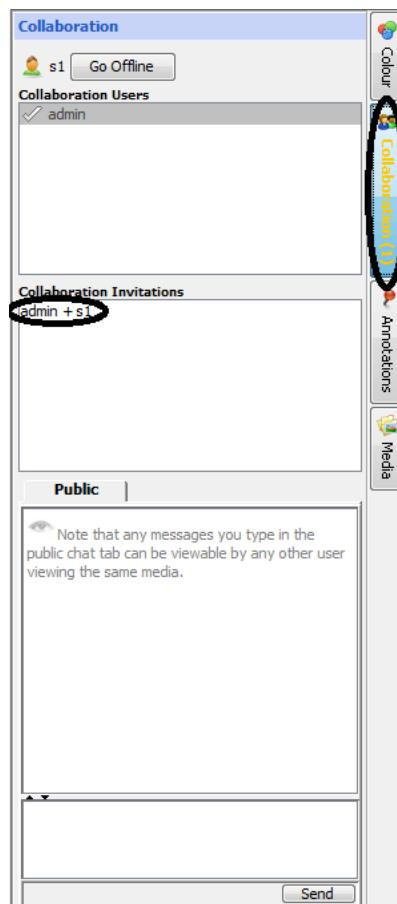 Collaboration
s1 Go Offline
Collaboration Users
admin
Collaboration Invitations
admin + s1
Public
Note that any messages you type in the
public chat tab can be viewable by any other user
viewing the same media.
Send
Colour
Collaboration (1)
Annotations
Media